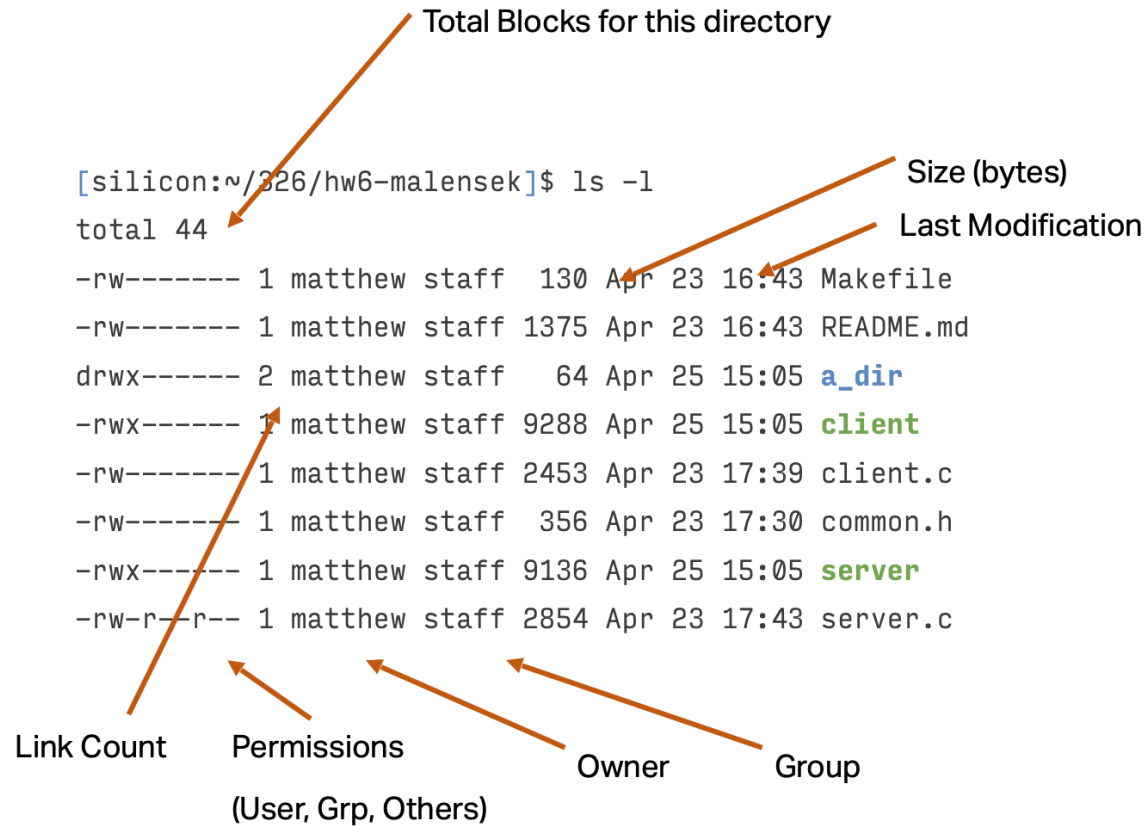 Total Blocks for this directory
[silicon:~/326/hw6-malensek]$ ls -l
Size (bytes)
total 44
Last Modification
-rw------- 1 matthew staff  130 Apr 23 16:43 Makefile
-rw------- 1 matthew staff 1375 Apr 23 16:43 README.md
drwx------ 2 matthew staff   64 Apr 25 15:05 a_dir
-rwx------ 1 matthew staff 9288 Apr 25 15:05 client
-rw------- 1 matthew staff 2453 Apr 23 17:39 client.c
-rw------- 1 matthew staff  356 Apr 23 17:30 common.h
-rwx------ 1 matthew staff 9136 Apr 25 15:05 server
-rw-r--r-- 1 matthew staff 2854 Apr 23 17:43 server.c
Link Count
Permissions
(User, Grp, Others)
Owner
Group